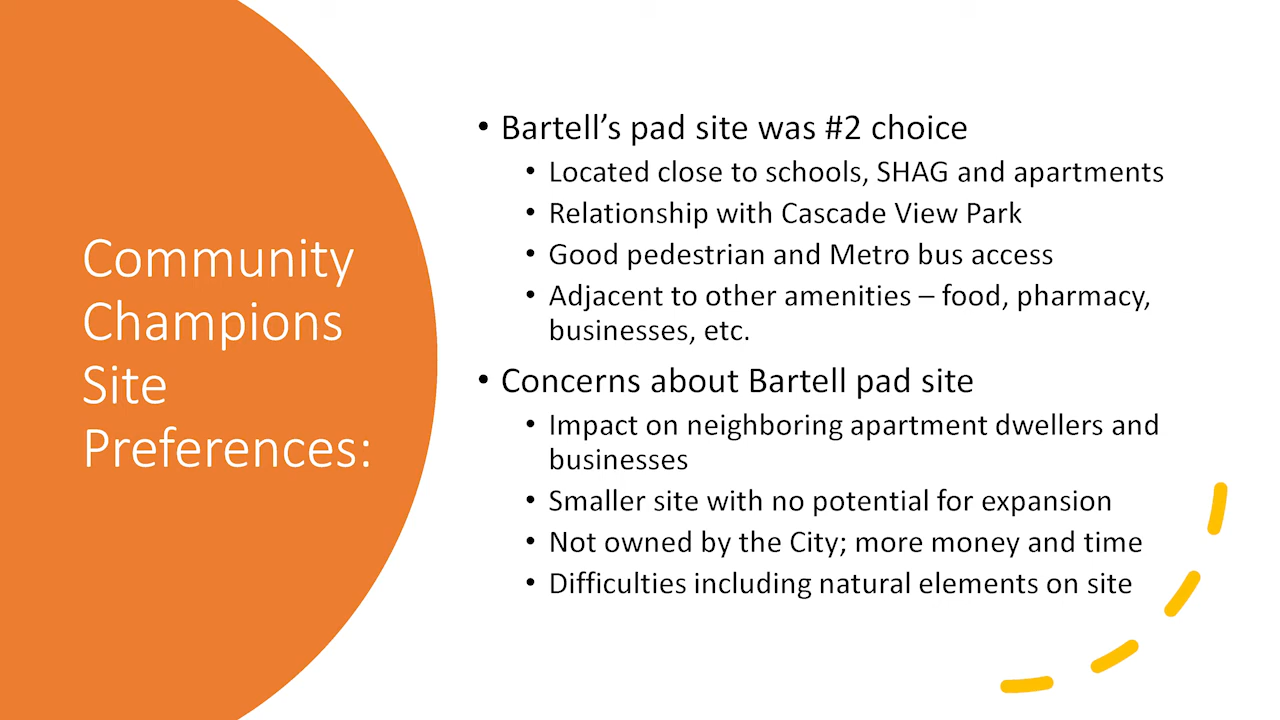 Community
Champions
Site
Preferences:
• Bartell’s pad site was #2 choice
• Located close to schools, SHAG and apartments
• Relationship with Cascade View Park
• Good pedestrian and Metro bus access
• Adjacent to other amenities – food, pharmacy,
businesses, etc.
• Concerns about Bartell pad site
• Impact on neighboring apartment dwellers and
businesses
• Smaller site with no potential for expansion
• Not owned by the City; more money and time
• Difficulties including natural elements on site